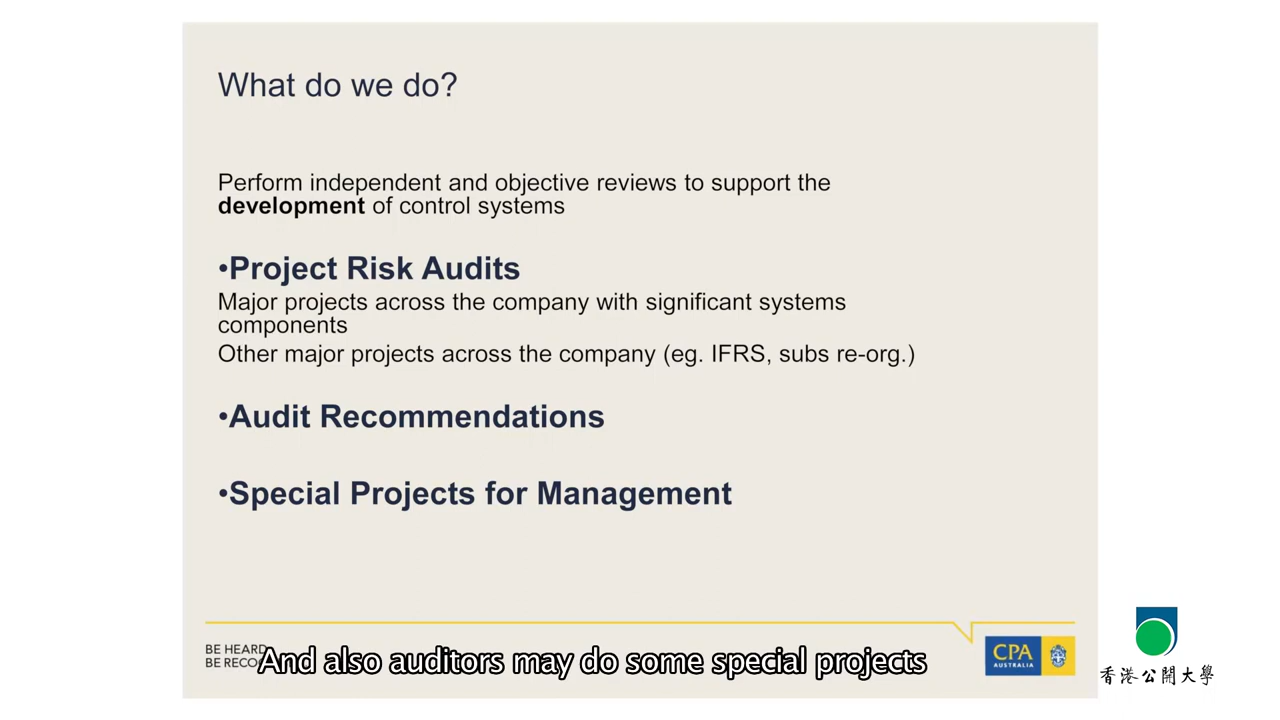 What do we do?
Perform independent and objective reviews to support the
development of control systems
•Project Risk Audits
Major projects across the company with significant systems
components
Other major projects across the company (eg. IFRS, subs re-org.)
•Audit Recommendations
•Special Projects for Management
BE HEARD
BE RECO
And also auditors may do some special projects
CPA
AUSTRALIA
香港公開大學